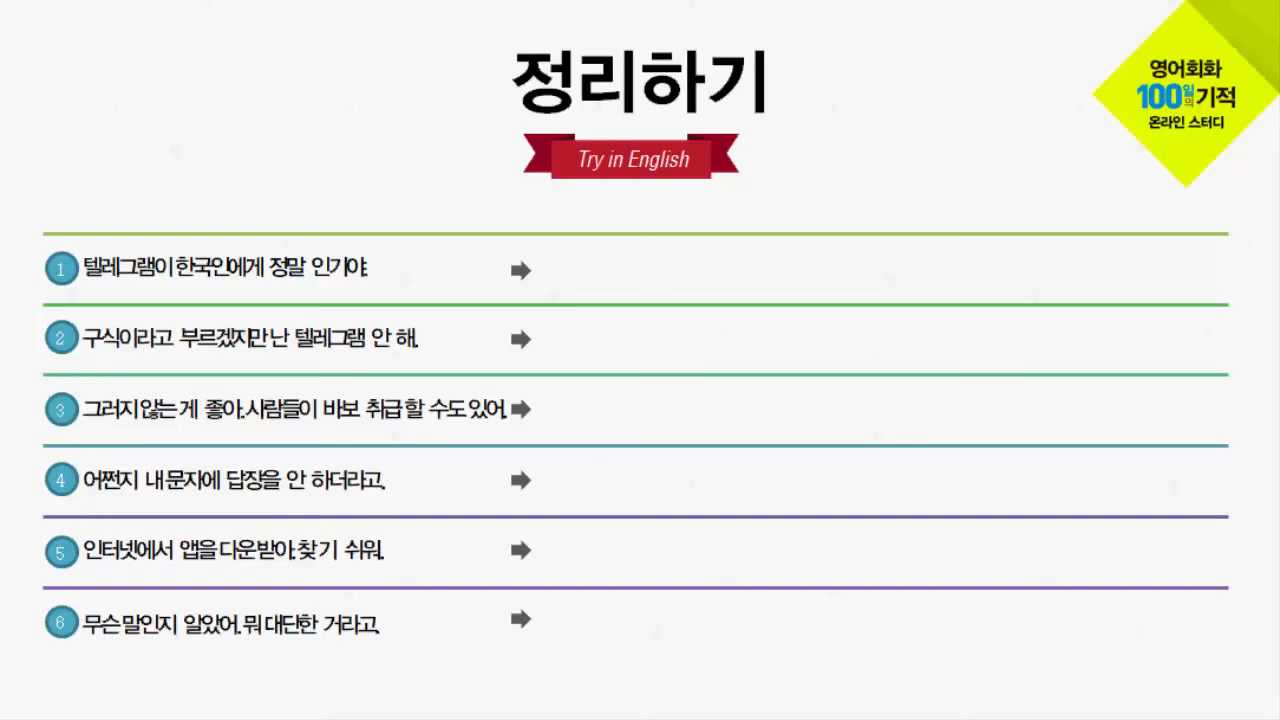 정리하기
Try in English
영어회화
100일의 기적
온라인 스터디
1 텔레그램이 한국인에게 정말 인기야.
2 구식이라고 부르겠지만 난 텔레그램 안 해.
3 그러지 않는 게 좋아. 사람들이 바보 취급 할 수도 있어.
4 어쩐지 내 문자에 답장을 안 하더라고.
5 인터넷에서 앱을 다운받아. 찾기 쉬워.
6 무슨 말인지 알았어. 뭐 대단한 거라고.